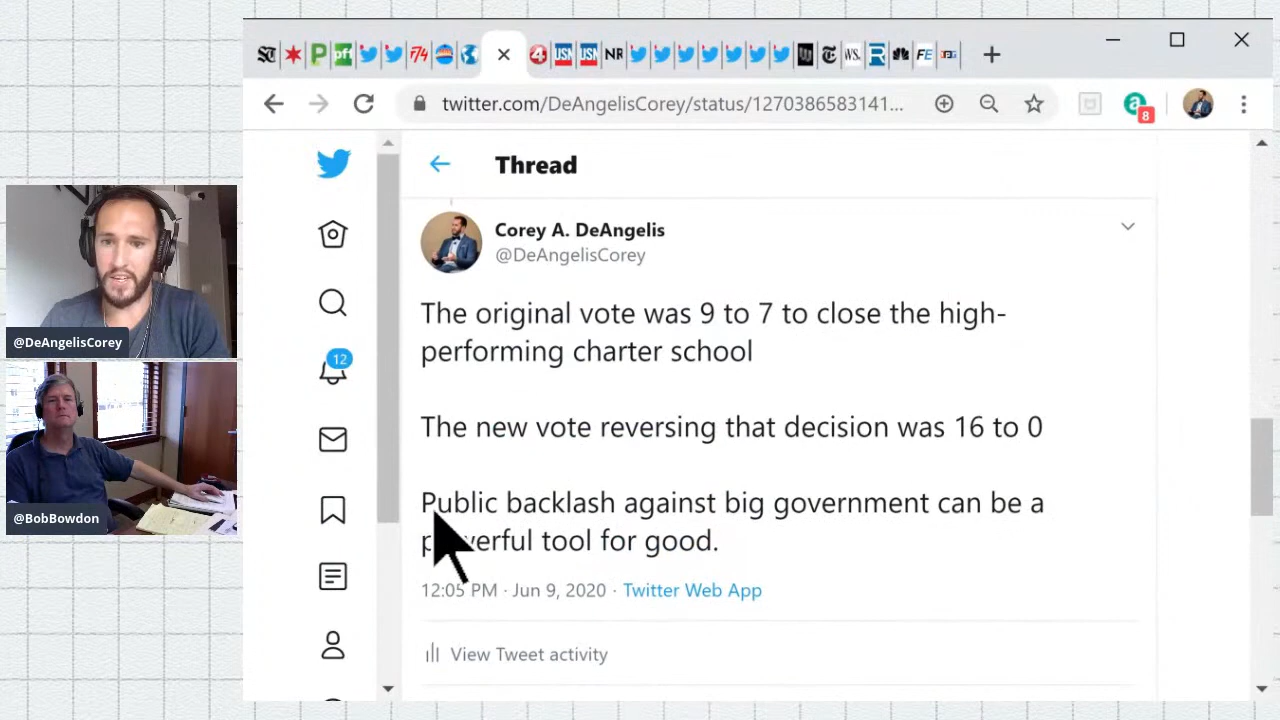 twitter.com/DeAngelisCorey/status/1270386583141...
8
Thread
Corey A. DeAngelis
@DeAngelisCorey
The original vote was 9 to 7 to close the high-
performing charter school
12
The new vote reversing that decision was 16 to 0
Public backlash against big government can be a
powerful tool for good.
12:05 PM · Jun 9, 2020 · Twitter Web App
View Tweet activity
@DeAngelisCorey
@BobBowdon